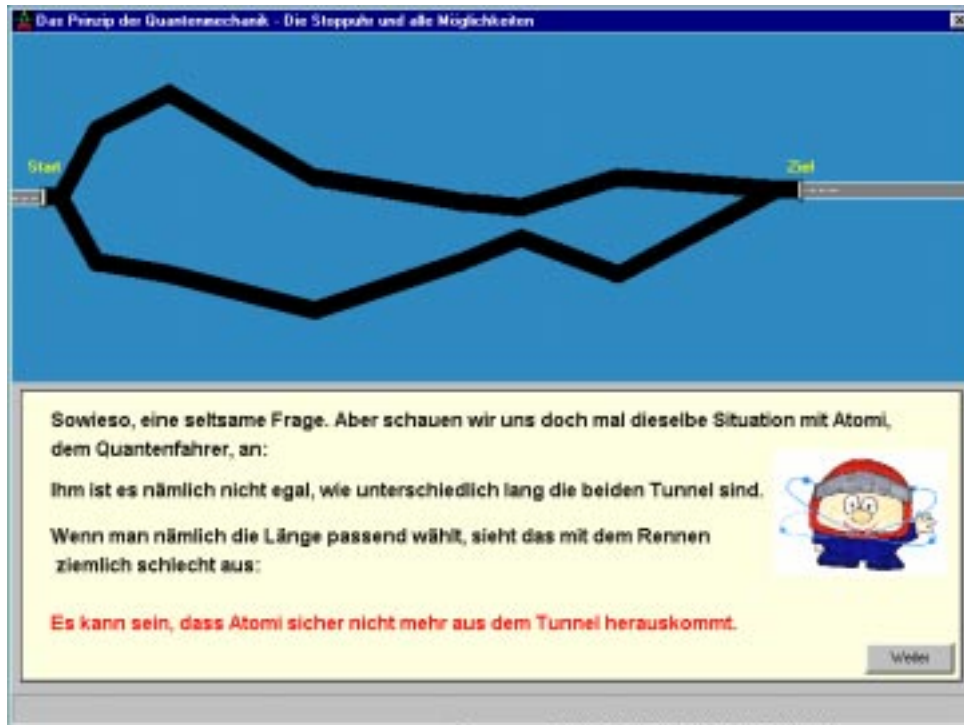 Das Prinzip der Quantenmechanik - Die Stoppuhr und alle Möglichkeiten
Start
Ziel
Sowieso, eine seltsame Frage. Aber schauen wir uns doch mal dieselbe Situation mit Atomi,
dem Quantenfahrer, an:
Ihm ist es nämlich nicht egal, wie unterschiedlich lang die beiden Tunnel sind.
Wenn man nämlich die Länge passend wählt, sieht das mit dem Rennen
ziemlich schlecht aus:
Es kann sein, dass Atomi sicher nicht mehr aus dem Tunnel herauskommt.
Weiter